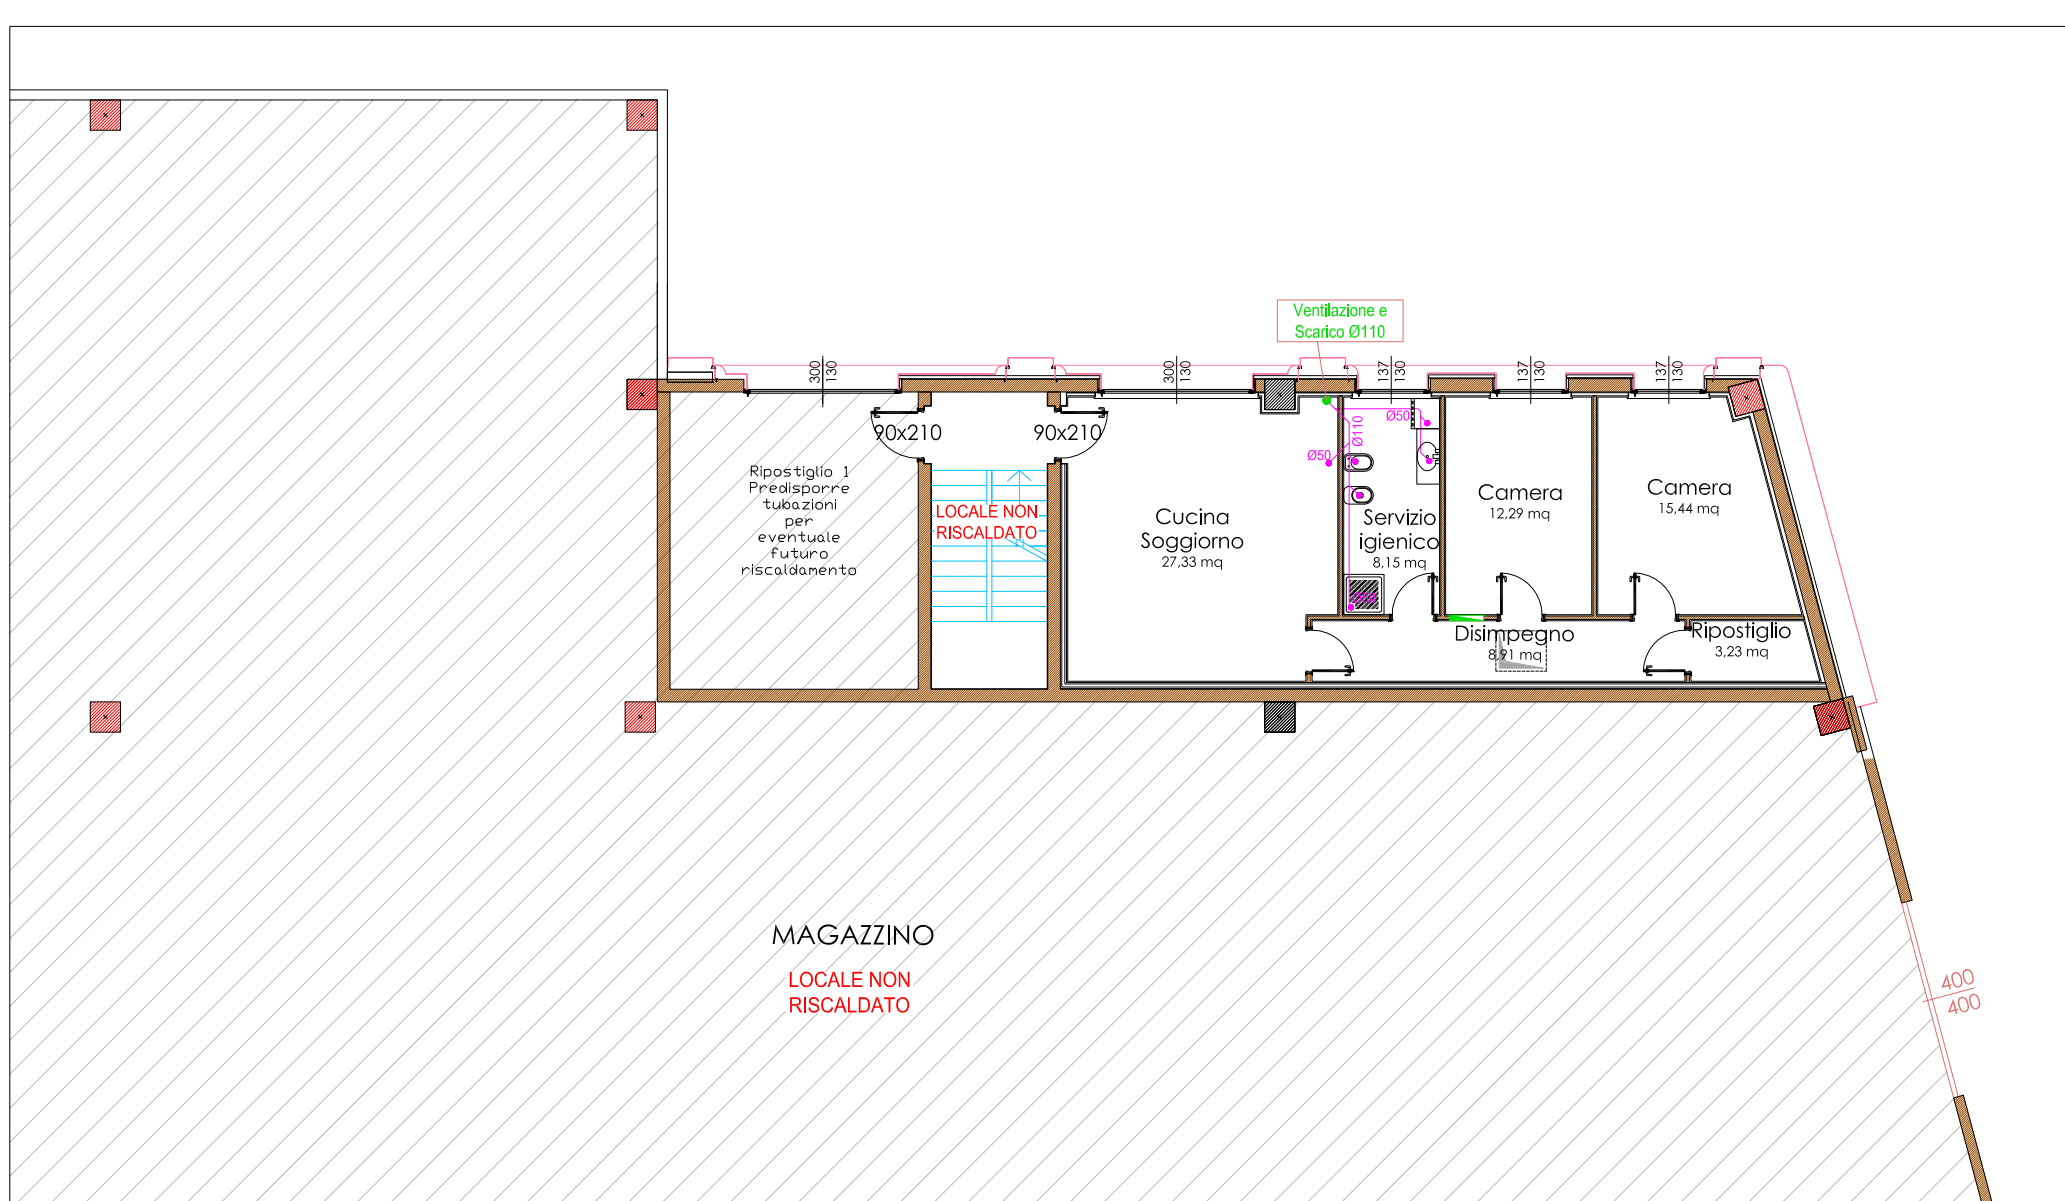 Ventilazione e
Scarico Ø110
300
130
300
130
137
130
137
130
137
130
90x210
90x210
Ø50
Ø110
Ø50
Ripostiglio 1
Predisporre
tubazioni
per
eventuale
futuro
riscaldamento
LOCALE NON
RISCALDATO
Cucina
Soggiorno
27,33 mq
Servizio
igienico
8,15 mq
Camera
12,29 mq
Camera
15,44 mq
Disimpegno
8,91 mq
Ripostiglio
3,23 mq
MAGAZZINO
LOCALE NON
RISCALDATO
400
400